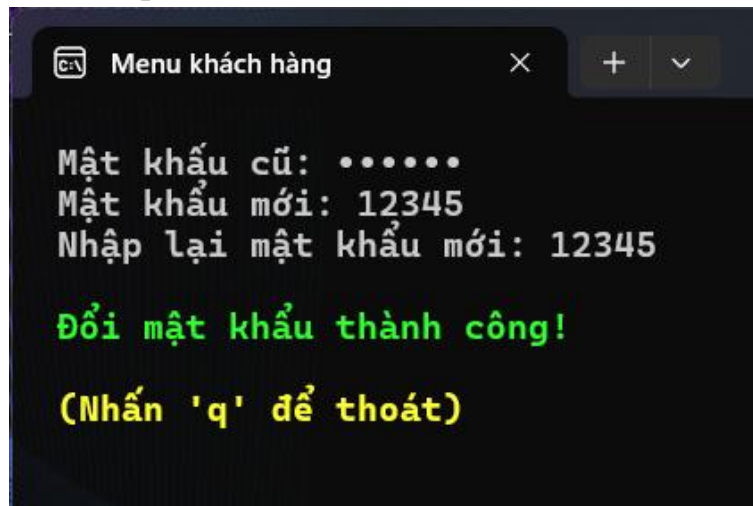 Menu khách hàng
Mật khẩu cũ: ••••••
Mật khẩu mới: 12345
Nhập lại mật khẩu mới: 12345
Đổi mật khẩu thành công!
(Nhấn 'q' để thoát)